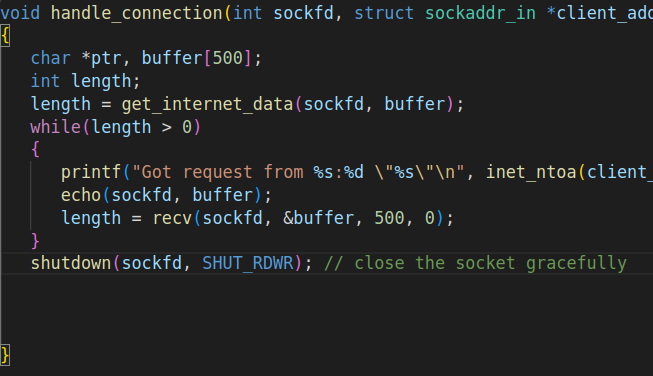 void handle_connection(int sockfd, struct sockaddr_in *client_add
{
char *ptr, buffer[500];
int length;
length = get_internet_data(sockfd, buffer);
while(length > 0)
{
printf("Got request from %s:%d \"%s\"\n", inet_ntoa(client_
echo(sockfd, buffer);
length = recv(sockfd, &buffer, 500, 0);
}
shutdown(sockfd, SHUT_RDWR); // close the socket gracefully
}